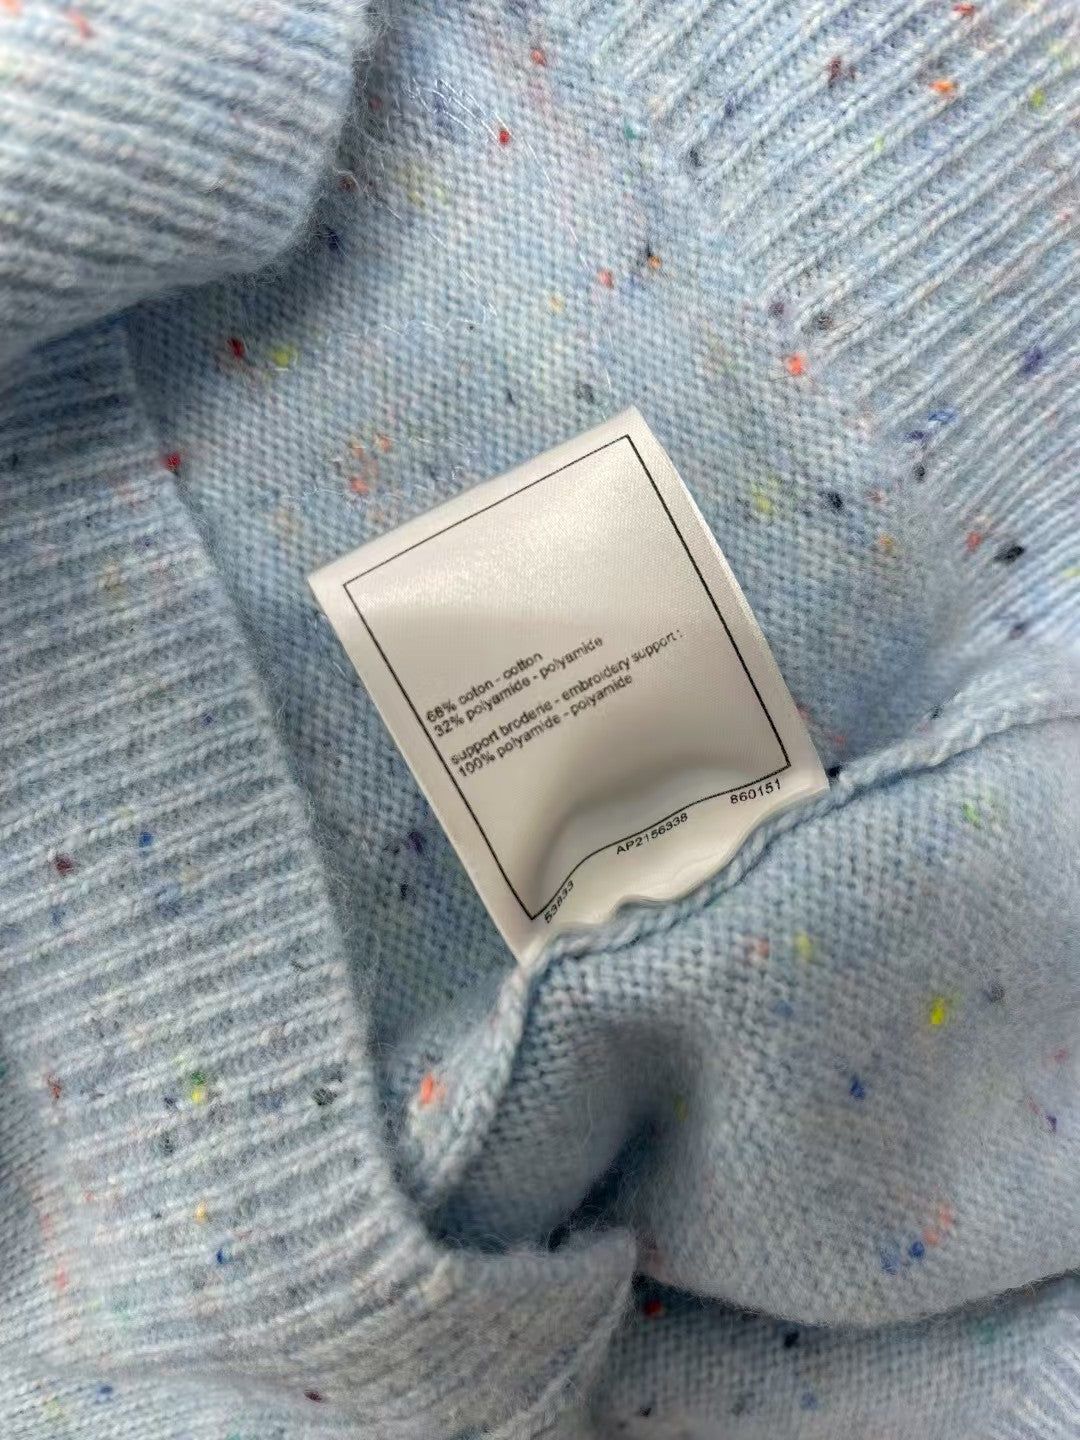 68% coton - cotton
32% polyamide - polyamide
support broderie - embroidery support :
100% polyamide - polyamide
53833
AP2156338
860151